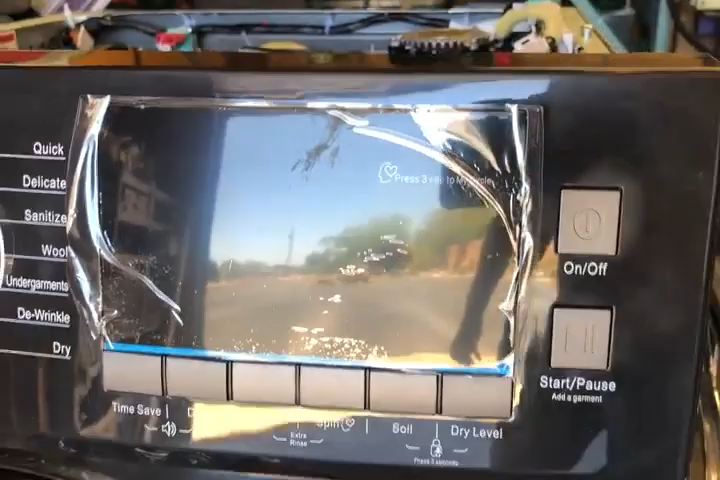 Quick
Delicate
Sanitize
Wool
Undergarments
De-Wrinkle
Dry
Press 3 to My Cycle
On/Off
Start/Pause
Add a garment
Time Save
Spin
Soil
Dry Level
Extra
Rinse
Press 3 seconds